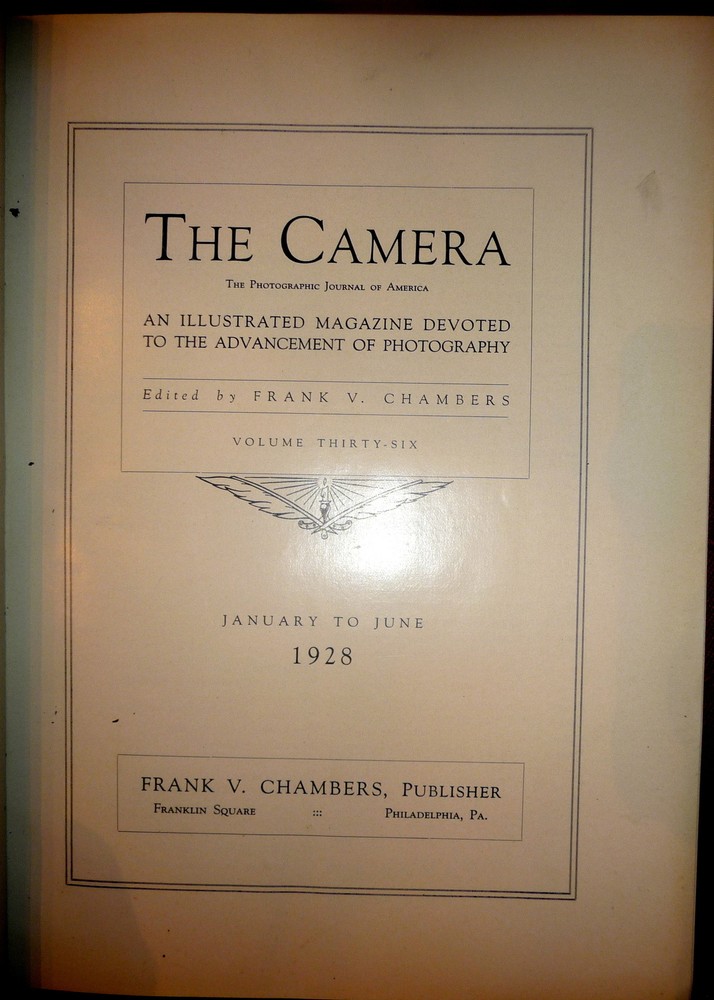 THE CAMERA
THE PHOTOGRAPHIC JOURNAL OF AMERICA
AN ILLUSTRATED MAGAZINE DEVOTED
TO THE ADVANCEMENT OF PHOTOGRAPHY
Edited by FRANK V. CHAMBERS
VOLUME THIRTY-SIX
JANUARY TO JUNE
1928
FRANK V. CHAMBERS, PUBLISHER
FRANKLIN SQUARE ::: PHILADELPHIA, PA.